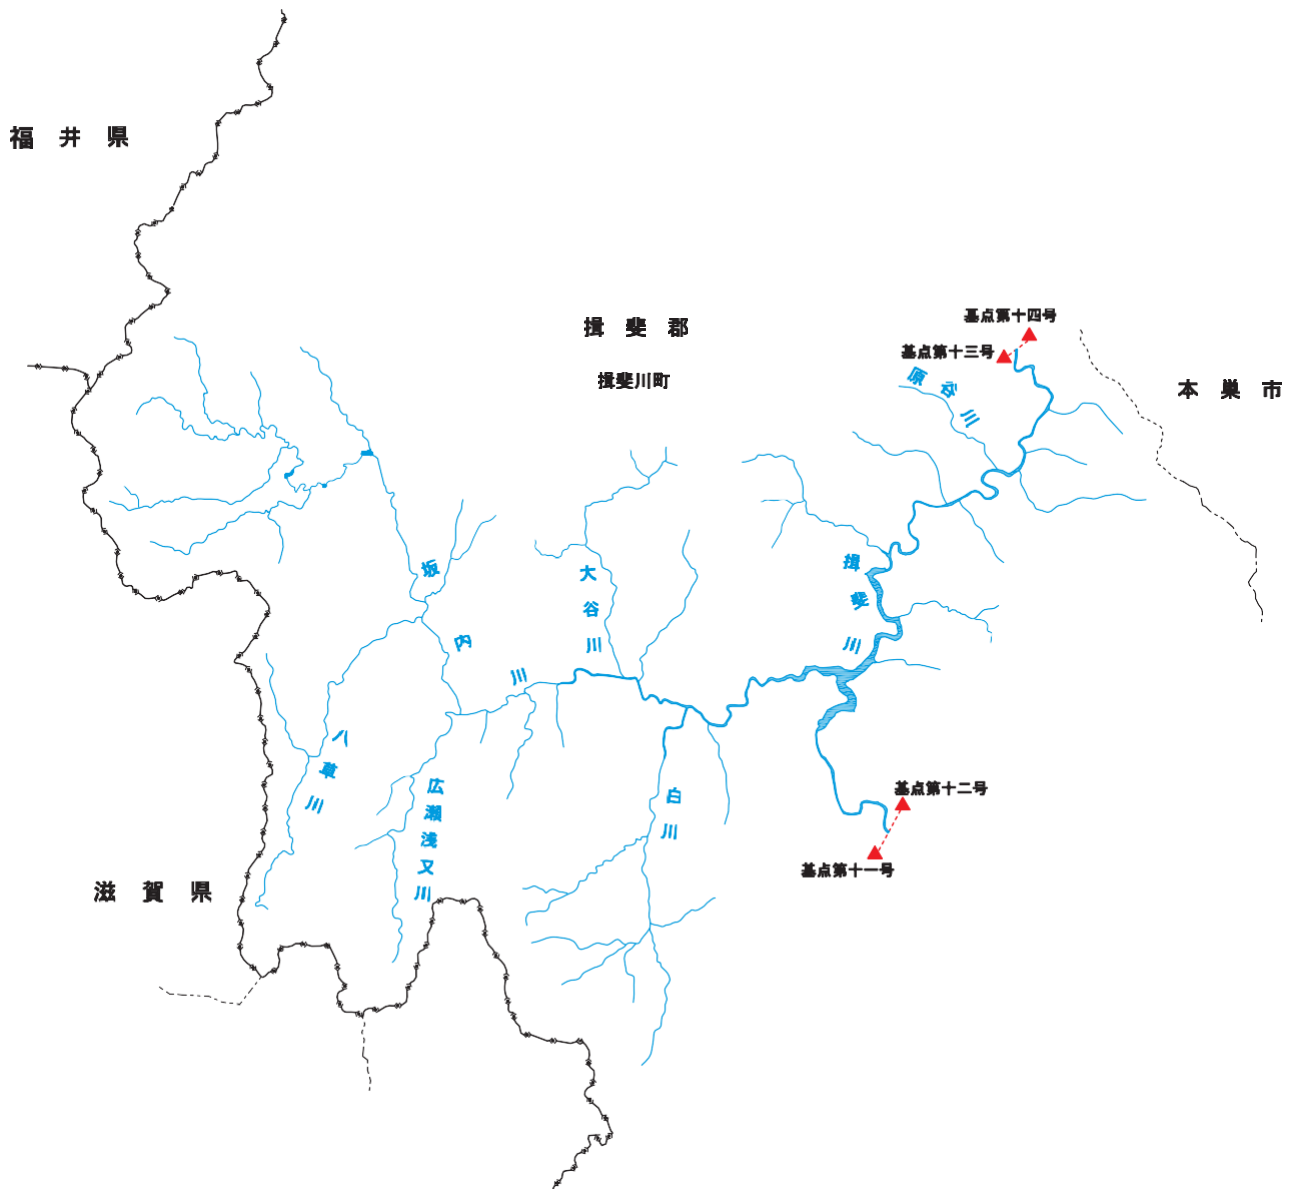 福井県
揖斐郡
揖斐川町
基点第十四号
基点第十三号
原谷川
本巣市
坂内川
大谷川
揖斐川
八草川
広瀬浅又川
白川
基点第十二号
基点第十一号
滋賀県